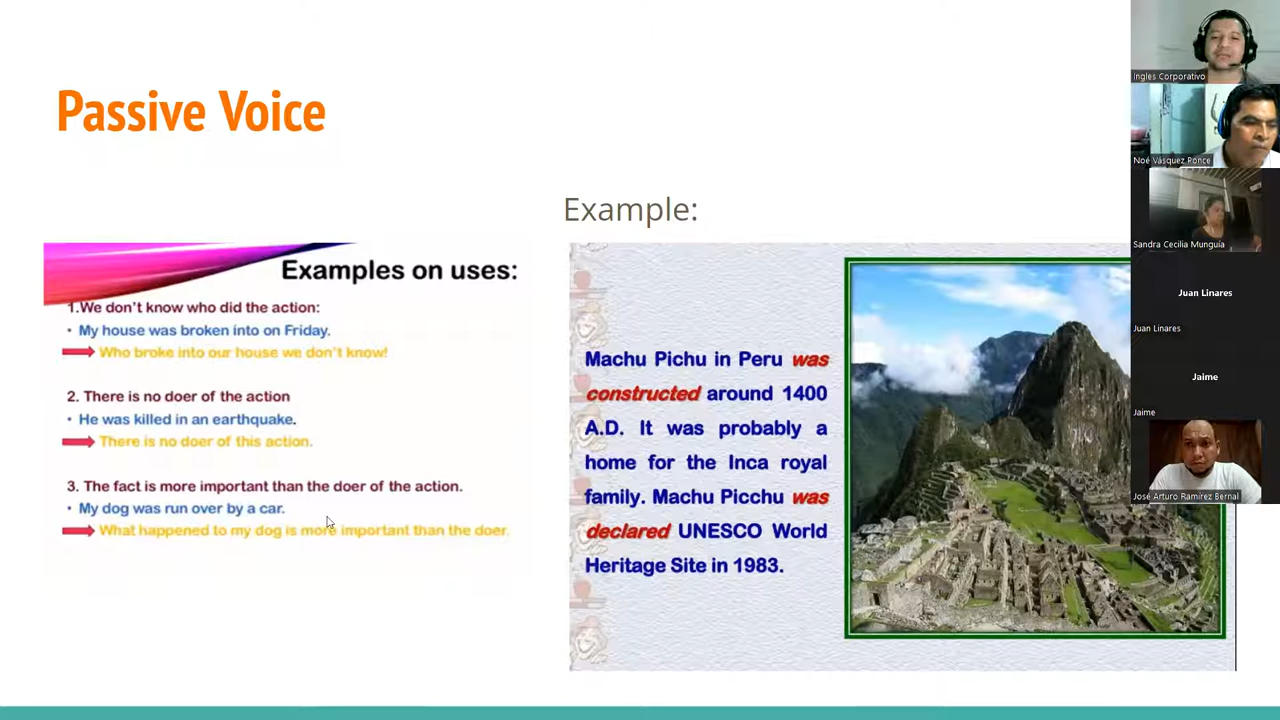 Passive Voice
Example:
Examples on uses:
1.We don't know who did the action:
• My house was broken into on Friday.
Who broke into our house we don't know!
2. There is no doer of the action
• He was killed in an earthquake.
There is no doer of this action.
3. The fact is more important than the doer of the action.
• My dog was run over by a car.
What happened to my dog is more important than the doer.
Machu Pichu in Peru was
constructed around 1400
A.D. It was probably a
home for the Inca royal
family. Machu Picchu was
declared UNESCO World
Heritage Site in 1983.
Ingles Corporativo
Noé Vásquez Ponce
Sandra Cecilia Munguía
Juan Linares
Juan Linares
Jaime
Jaime
José Arturo Ramírez Bernal